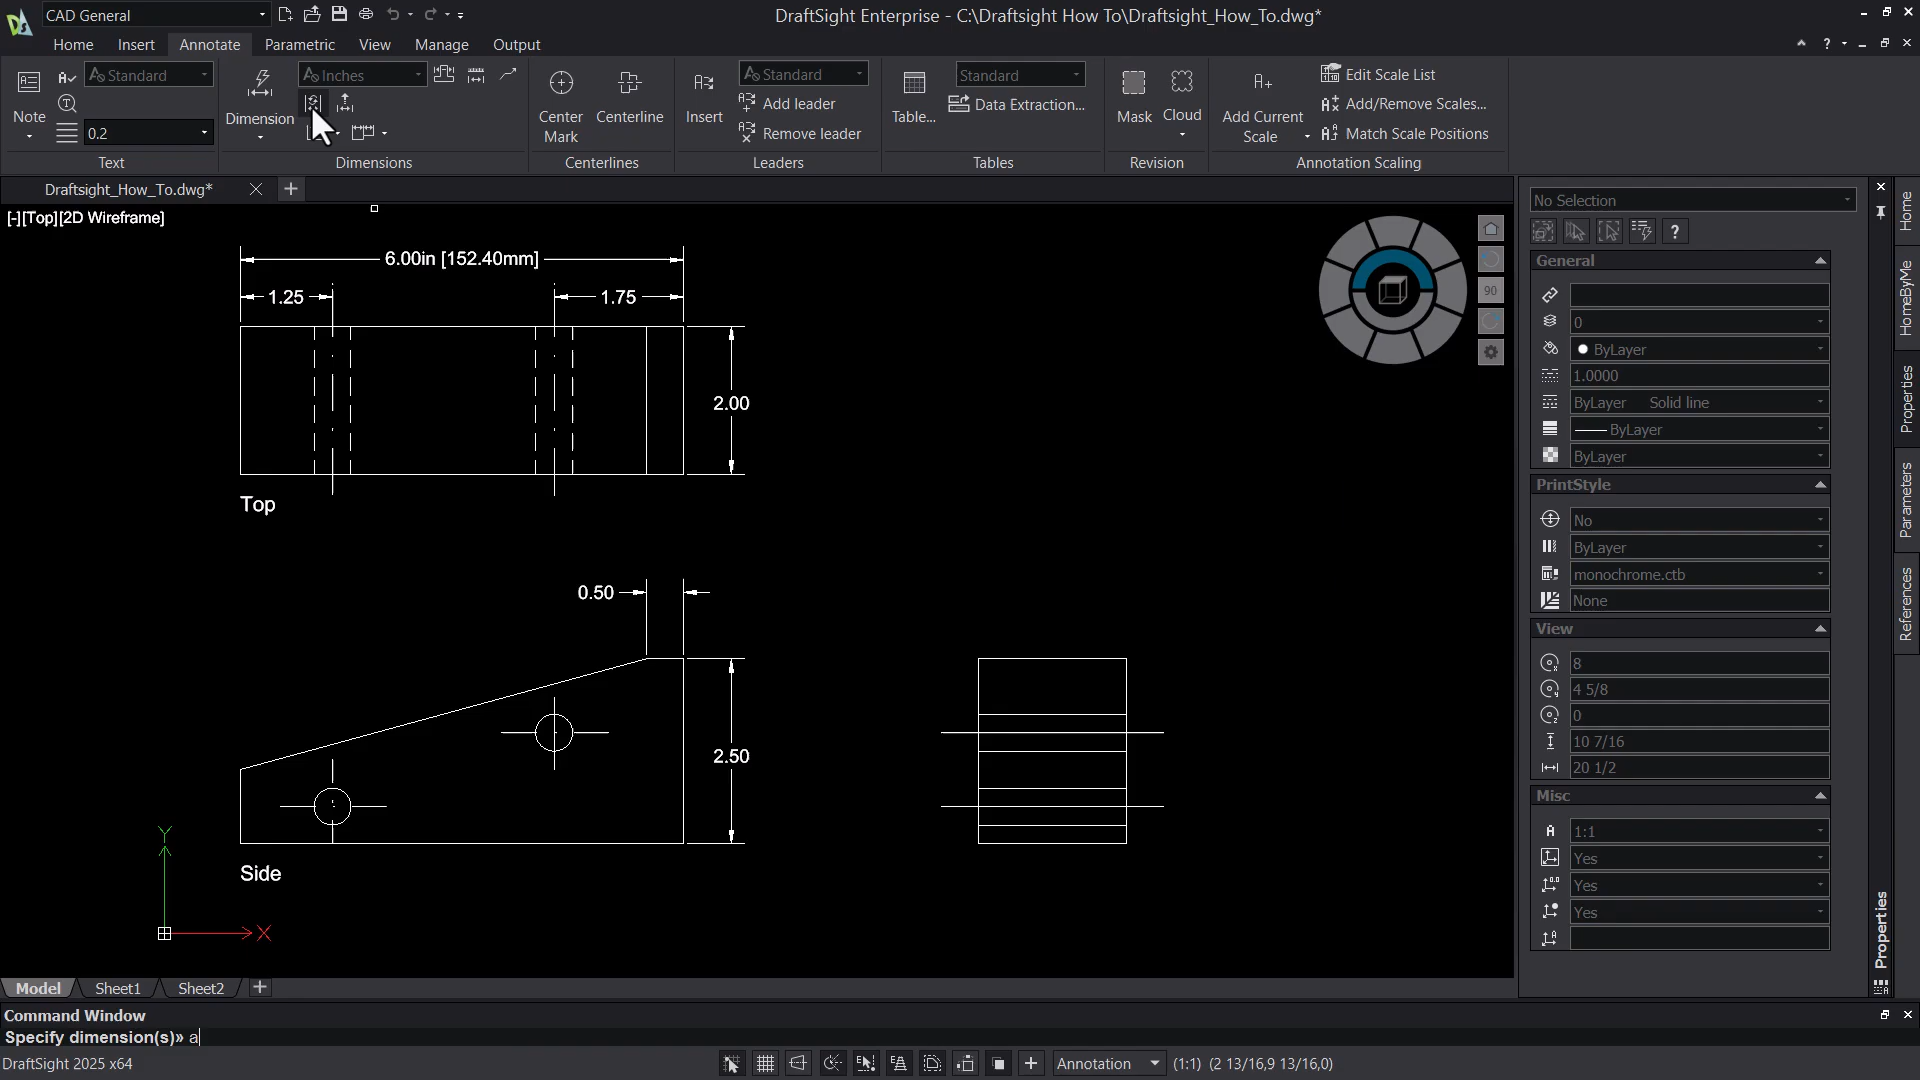 CAD General
DraftSight Enterprise - C:\Draftsight How To\Draftsight_How_To.dwg*
Home Insert Annotate Parametric View Manage Output
Standard
Inches
Standard
Standard
Edit Scale List
Add leader
Data Extraction...
Add/Remove Scales...
Note
Dimension
Center
Mark
Centerline
Insert
Table...
Mask
Cloud
Add Current
Scale
0.2
Remove leader
Match Scale Positions
Text
Dimensions
Centerlines
Leaders
Tables
Revision
Annotation Scaling
Draftsight_How_To.dwg*
[-][Top][2D Wireframe]
6.00in [152.40mm]
1.25
1.75
2.00
Top
0.50
2.50
Side
Y
X
90
No Selection
General
0
ByLayer
1.0000
ByLayer Solid line
ByLayer
ByLayer
PrintStyle
No
ByLayer
monochrome.ctb
None
View
8
4 5/8
0
10 7/16
20 1/2
Misc
1:1
Yes
Yes
Yes
Properties
Home
HomeByMe
Properties
Parameters
References
Model Sheet1 Sheet2
Command Window
Specify dimension(s)» a
DraftSight 2025 x64
Annotation
(1:1) (2 13/16,9 13/16,0)